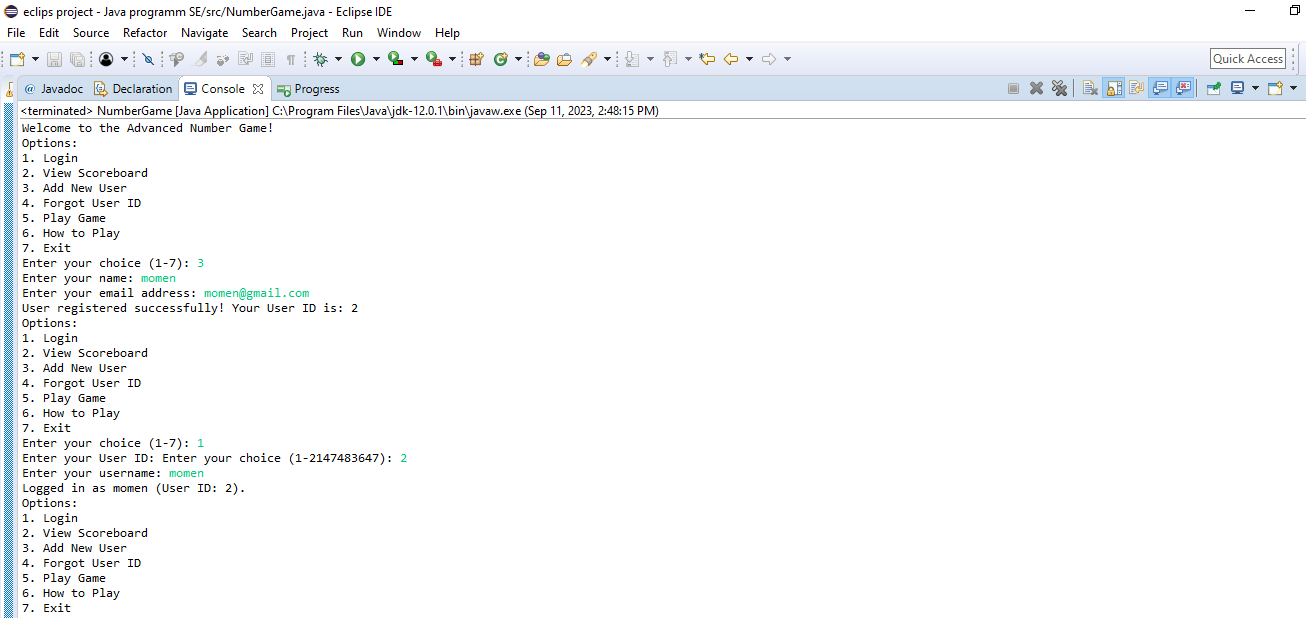 eclips project - Java programm SE/src/NumberGame.java - Eclipse IDE
File Edit Source Refactor Navigate Search Project Run Window Help
Quick Access
@ Javadoc Declaration Console Progress
<terminated> NumberGame [Java Application] C:\Program Files\Java\jdk-12.0.1\bin\javaw.exe (Sep 11, 2023, 2:48:15 PM)
Welcome to the Advanced Number Game!
Options:
1. Login
2. View Scoreboard
3. Add New User
4. Forgot User ID
5. Play Game
6. How to Play
7. Exit
Enter your choice (1-7): 3
Enter your name: momen
Enter your email address: momen@gmail.com
User registered successfully! Your User ID is: 2
Options:
1. Login
2. View Scoreboard
3. Add New User
4. Forgot User ID
5. Play Game
6. How to Play
7. Exit
Enter your choice (1-7): 1
Enter your User ID: Enter your choice (1-2147483647): 2
Enter your username: momen
Logged in as momen (User ID: 2).
Options:
1. Login
2. View Scoreboard
3. Add New User
4. Forgot User ID
5. Play Game
6. How to Play
7. Exit